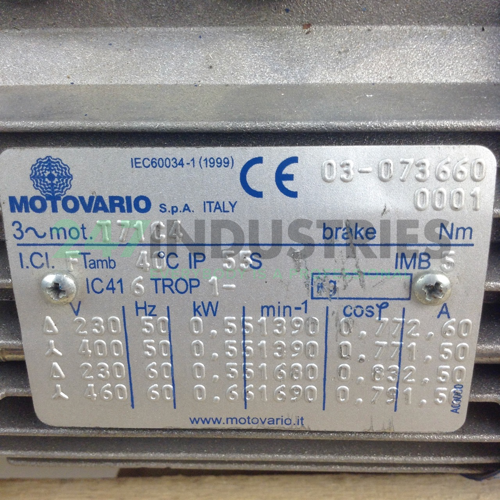 IEC60034-1 (1999) CE 03-073660
MOTOVARIO S.p.A. ITALY 0001
3~mot. T71C4 brake Nm
I.Cl. F Tamb 40°C IP 55 S IMB 5
IC41 6 TROP 1- kg
V Hz kW min-1 cosφ A
Δ 230 50 0.55 1390 0.77 2.60
⅄ 400 50 0.55 1390 0.77 1.50
Δ 230 60 0.55 1680 0.83 2.50
⅄ 460 60 0.66 1690 0.79 1.50
www.motovario.it
INDUSTRIES